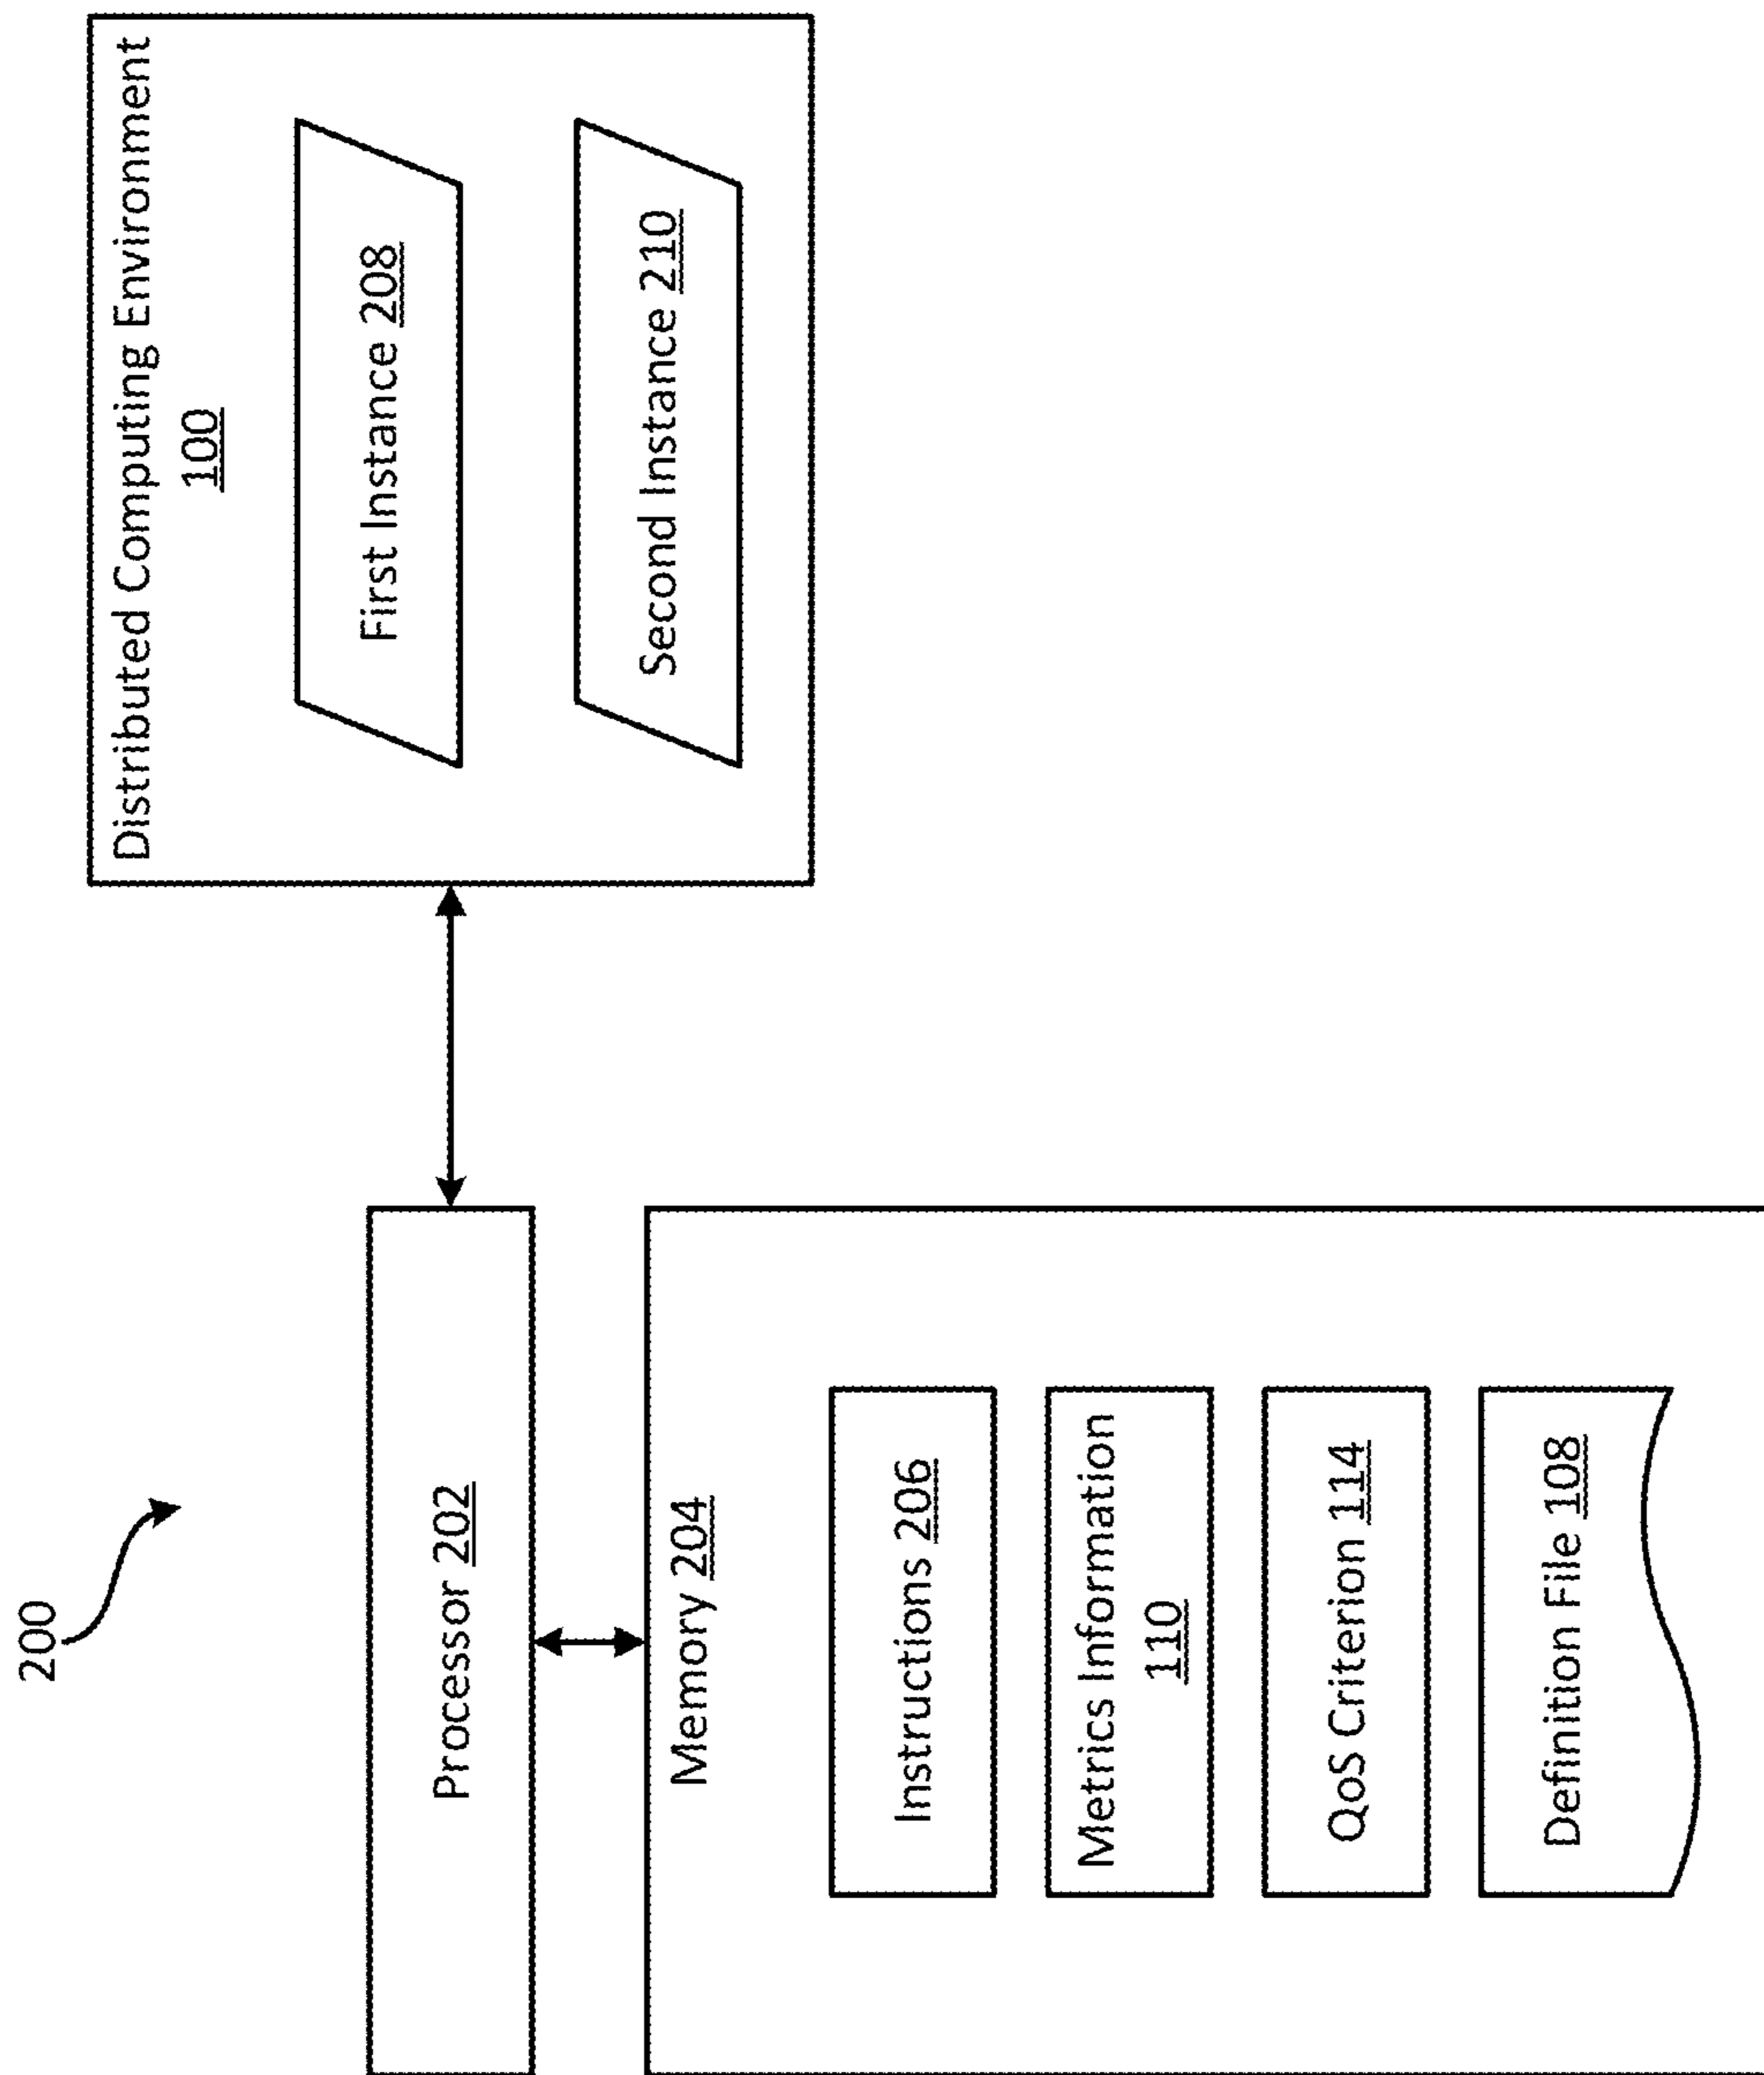 200
Processor 202
Memory 204
Instructions 206
Metrics Information
110
QoS Criterion 114
Definition File 108
Distributed Computing Environment
100
First Instance 208
Second Instance 210